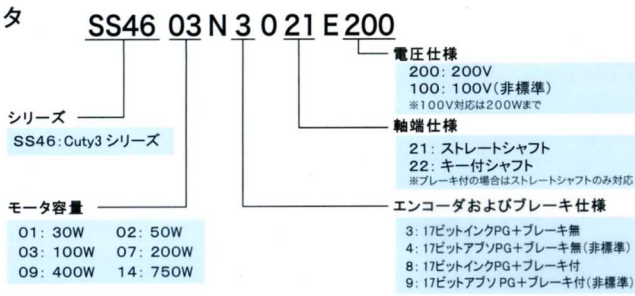 タ
SS46 03 N 3 0 21 E 200
電圧仕様
200: 200V
100: 100V(非標準)
※100V対応は200Wまで
シリーズ
SS46:Cuty3 シリーズ
軸端仕様
21: ストレートシャフト
22: キー付シャフト
※ブレーキ付の場合はストレートシャフトのみ対応
モータ容量
01: 30W 02: 50W
03: 100W 07: 200W
09: 400W 14: 750W
エンコーダおよびブレーキ仕様
3: 17ビットインクPG+ブレーキ無
4: 17ビットアブソPG+ブレーキ無(非標準)
8: 17ビットインクPG+ブレーキ付
9: 17ビットアブソ PG+ブレーキ付(非標準)